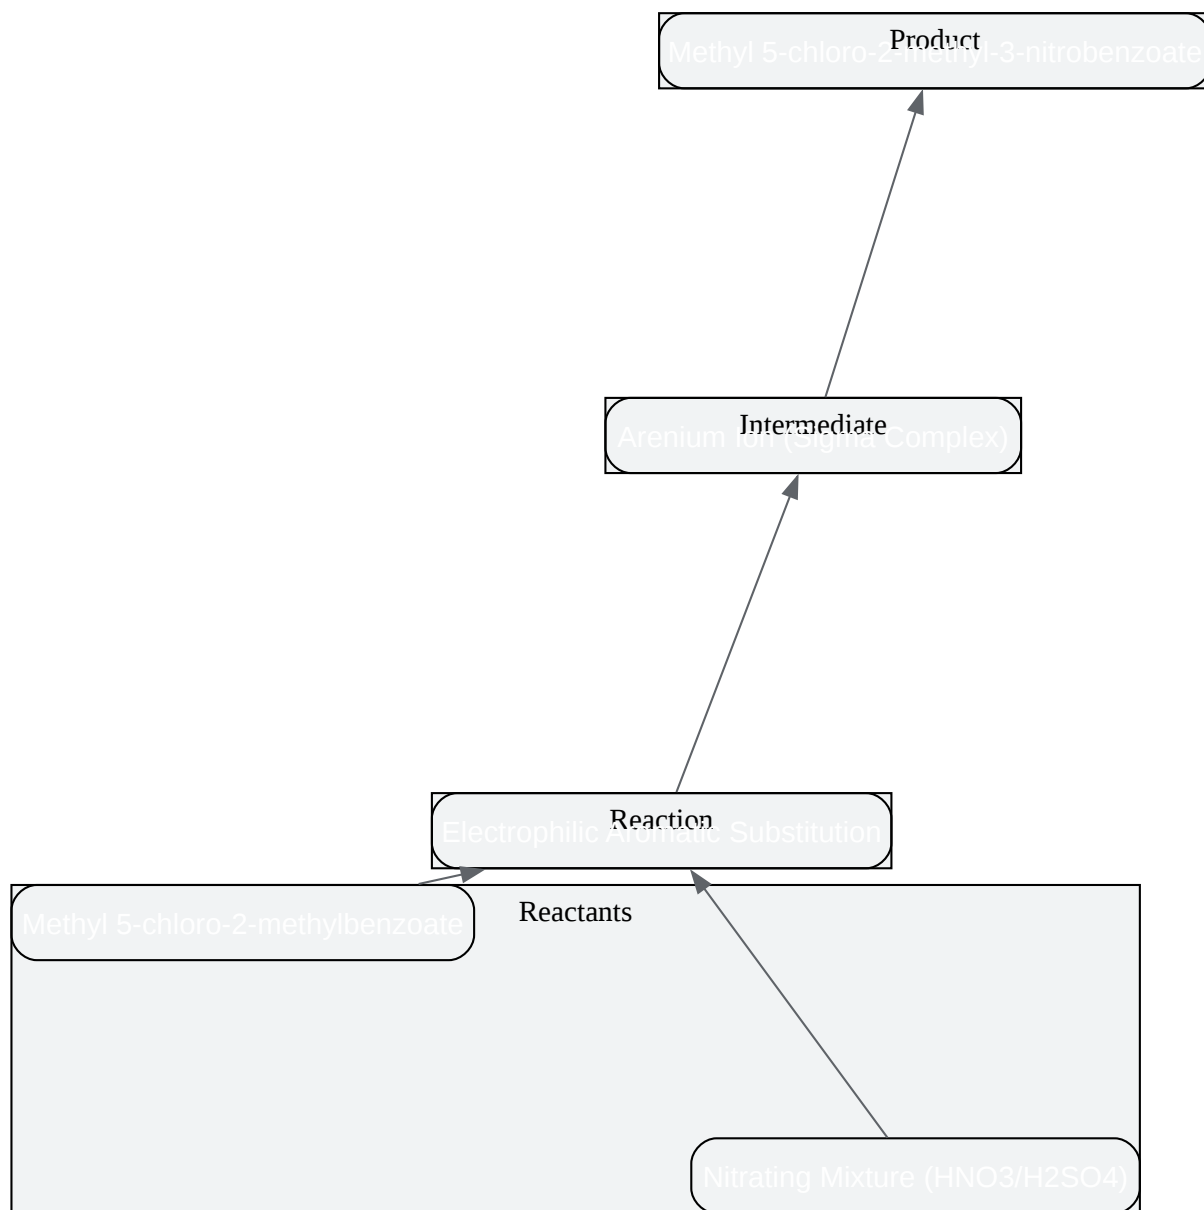 Product
Methyl 5-chloro-2-methyl-3-nitrobenzoate
Intermediate
Arenium Ion (Sigma Complex)
Reaction
Electrophilic Aromatic Substitution
Reactants
Methyl 5-chloro-2-methylbenzoate
Nitrating Mixture (HNO3/H2SO4)